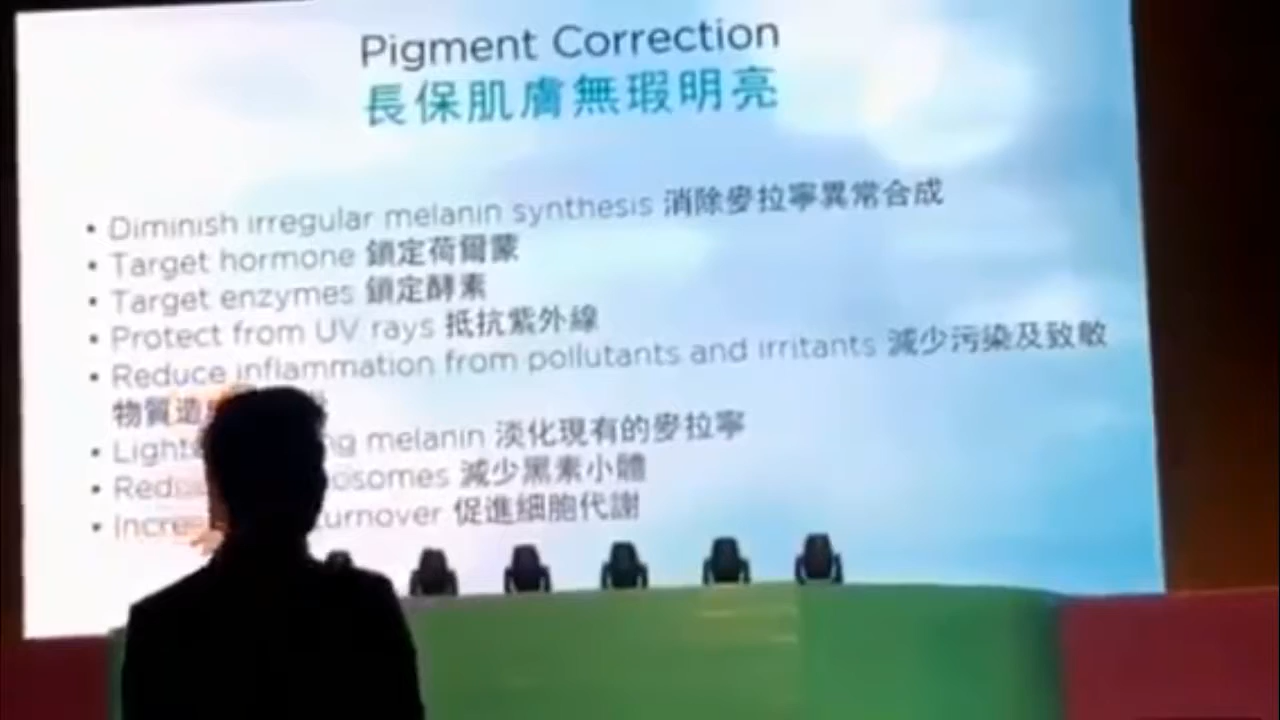 Pigment Correction
長保肌膚無瑕明亮
• Diminish irregular melanin synthesis 消除麥拉寧異常合成
• Target hormone 鎖定荷爾蒙
• Target enzymes 鎖定酵素
• Protect from UV rays 抵抗紫外線
• Reduce inflammation from pollutants and irritants 減少污染及致敏
物質造
• melanin 淡化現有的麥拉寧
• 減少黑素小體
• turnover 促進細胞代謝